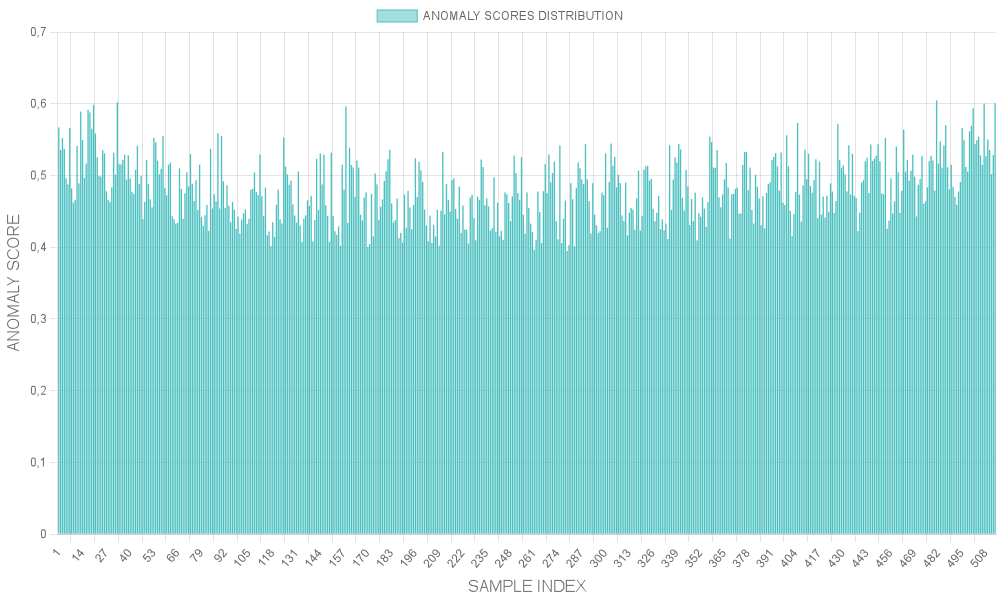 ANOMALY SCORES DISTRIBUTION
0,7
0,6
0,5
0,4
0,3
0,2
0,1
0
ANOMALY SCORE
1 14 27 40 53 66 79 92 105 118 131 144 157 170 183 196 209 222 235 248 261 274 287 300 313 326 339 352 365 378 391 404 417 430 443 456 469 482 495 508
SAMPLE INDEX